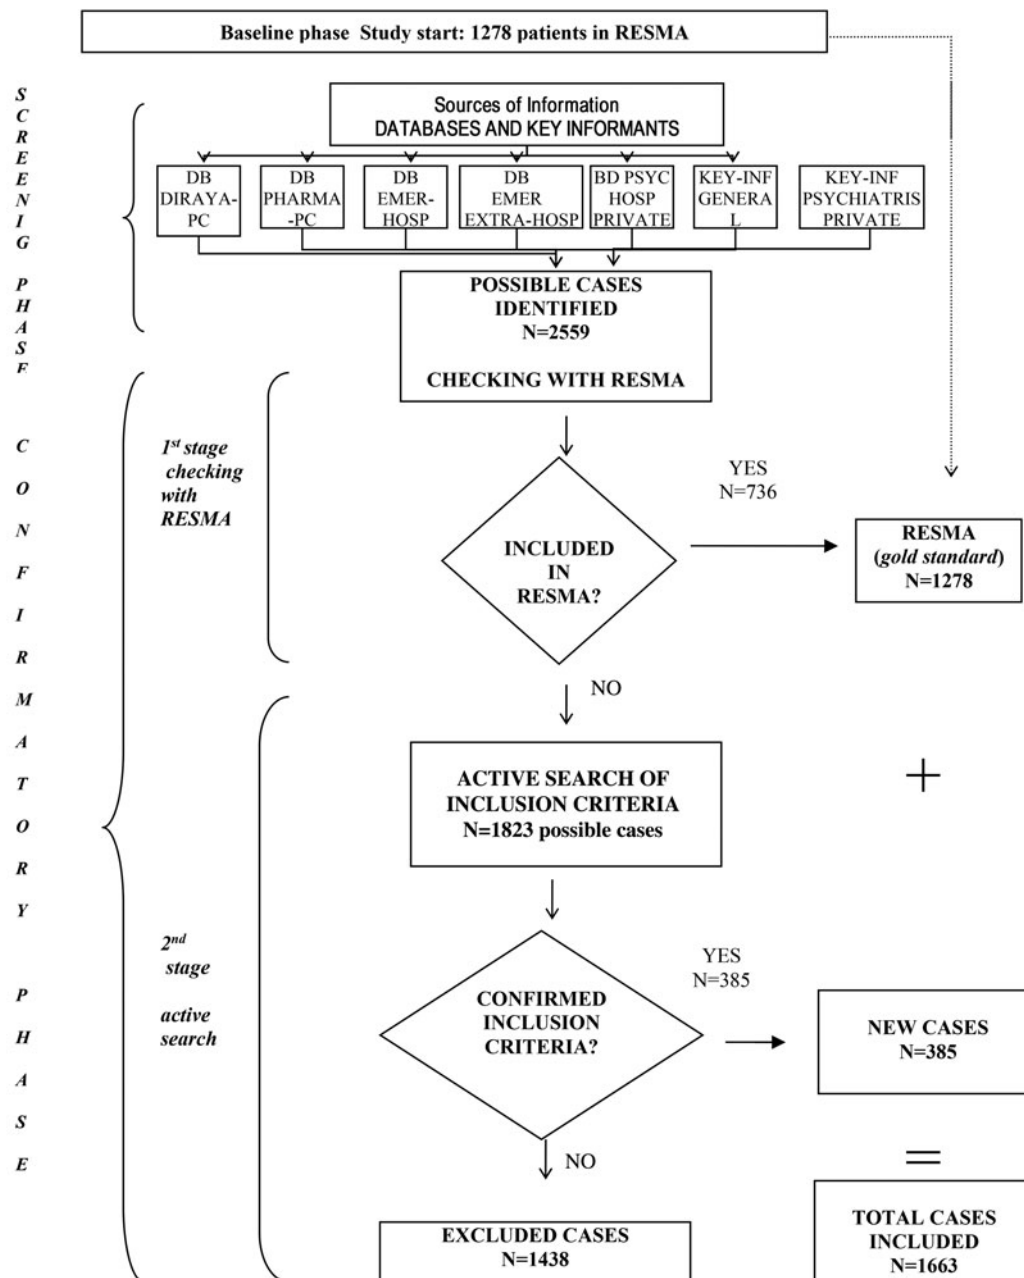 Baseline phase Study start: 1278 patients in RESMA
SCREENIG PHASE
Sources of Information
DATABASES AND KEY INFORMANTS
DB
DIRAYA-
PC
DB
PHARMA
-PC
DB
EMER-
HOSP
DB
EMER
EXTRA-HOSP
BD PSYC
HOSP
PRIVATE
KEY-INF
GENERA
L
KEY-INF
PSYCHIATRIS
PRIVATE
POSSIBLE CASES
IDENTIFIED
N=2559
CHECKING WITH RESMA
CONFIRMATORY PHASE
1st stage
checking
with
RESMA
INCLUDED
IN
RESMA?
YES
N=736
RESMA
(gold standard)
N=1278
NO
ACTIVE SEARCH OF
INCLUSION CRITERIA
N=1823 possible cases
+
2nd
stage
active
search
CONFIRMED
INCLUSION
CRITERIA?
YES
N=385
NEW CASES
N=385
NO
=
EXCLUDED CASES
N=1438
TOTAL CASES
INCLUDED
N=1663